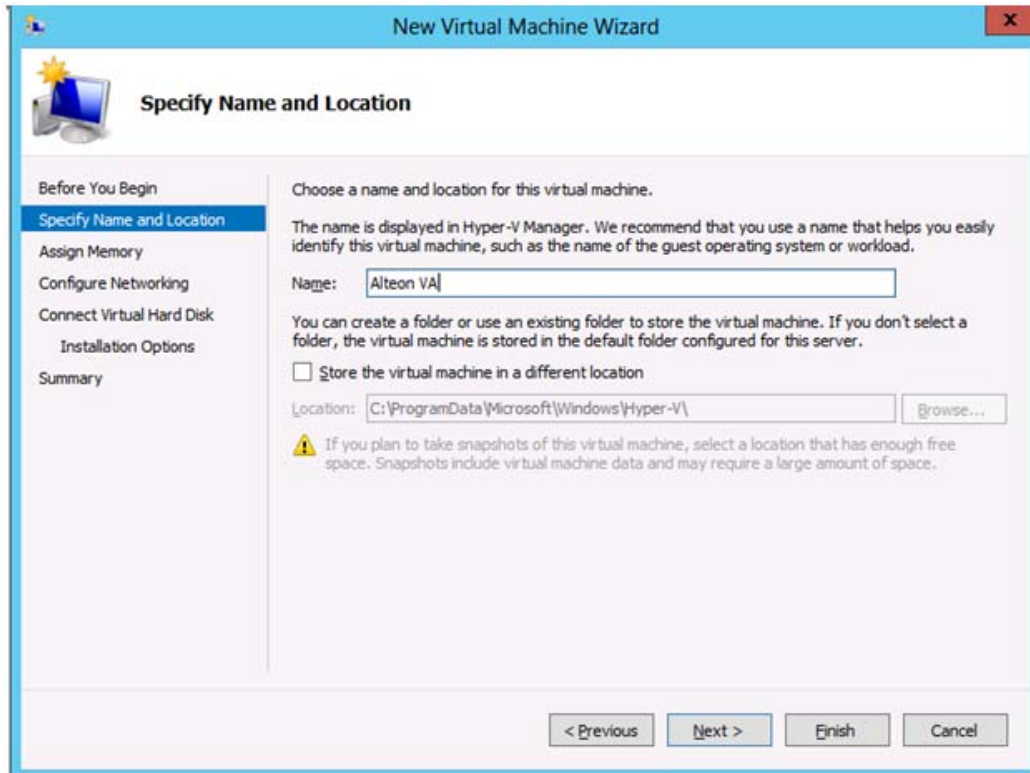 New Virtual Machine Wizard
x
Specify Name and Location
Before You Begin
Specify Name and Location
Assign Memory
Configure Networking
Connect Virtual Hard Disk
Installation Options
Summary
Choose a name and location for this virtual machine.
The name is displayed in Hyper-V Manager. We recommend that you use a name that helps you easily
identify this virtual machine, such as the name of the guest operating system or workload.
Name: Alteon VA
You can create a folder or use an existing folder to store the virtual machine. If you don't select a
folder, the virtual machine is stored in the default folder configured for this server.
Store the virtual machine in a different location
Location: C:\ProgramData\Microsoft\Windows\Hyper-V\ Browse...
If you plan to take snapshots of this virtual machine, select a location that has enough free
space. Snapshots include virtual machine data and may require a large amount of space.
< Previous Next > Finish Cancel